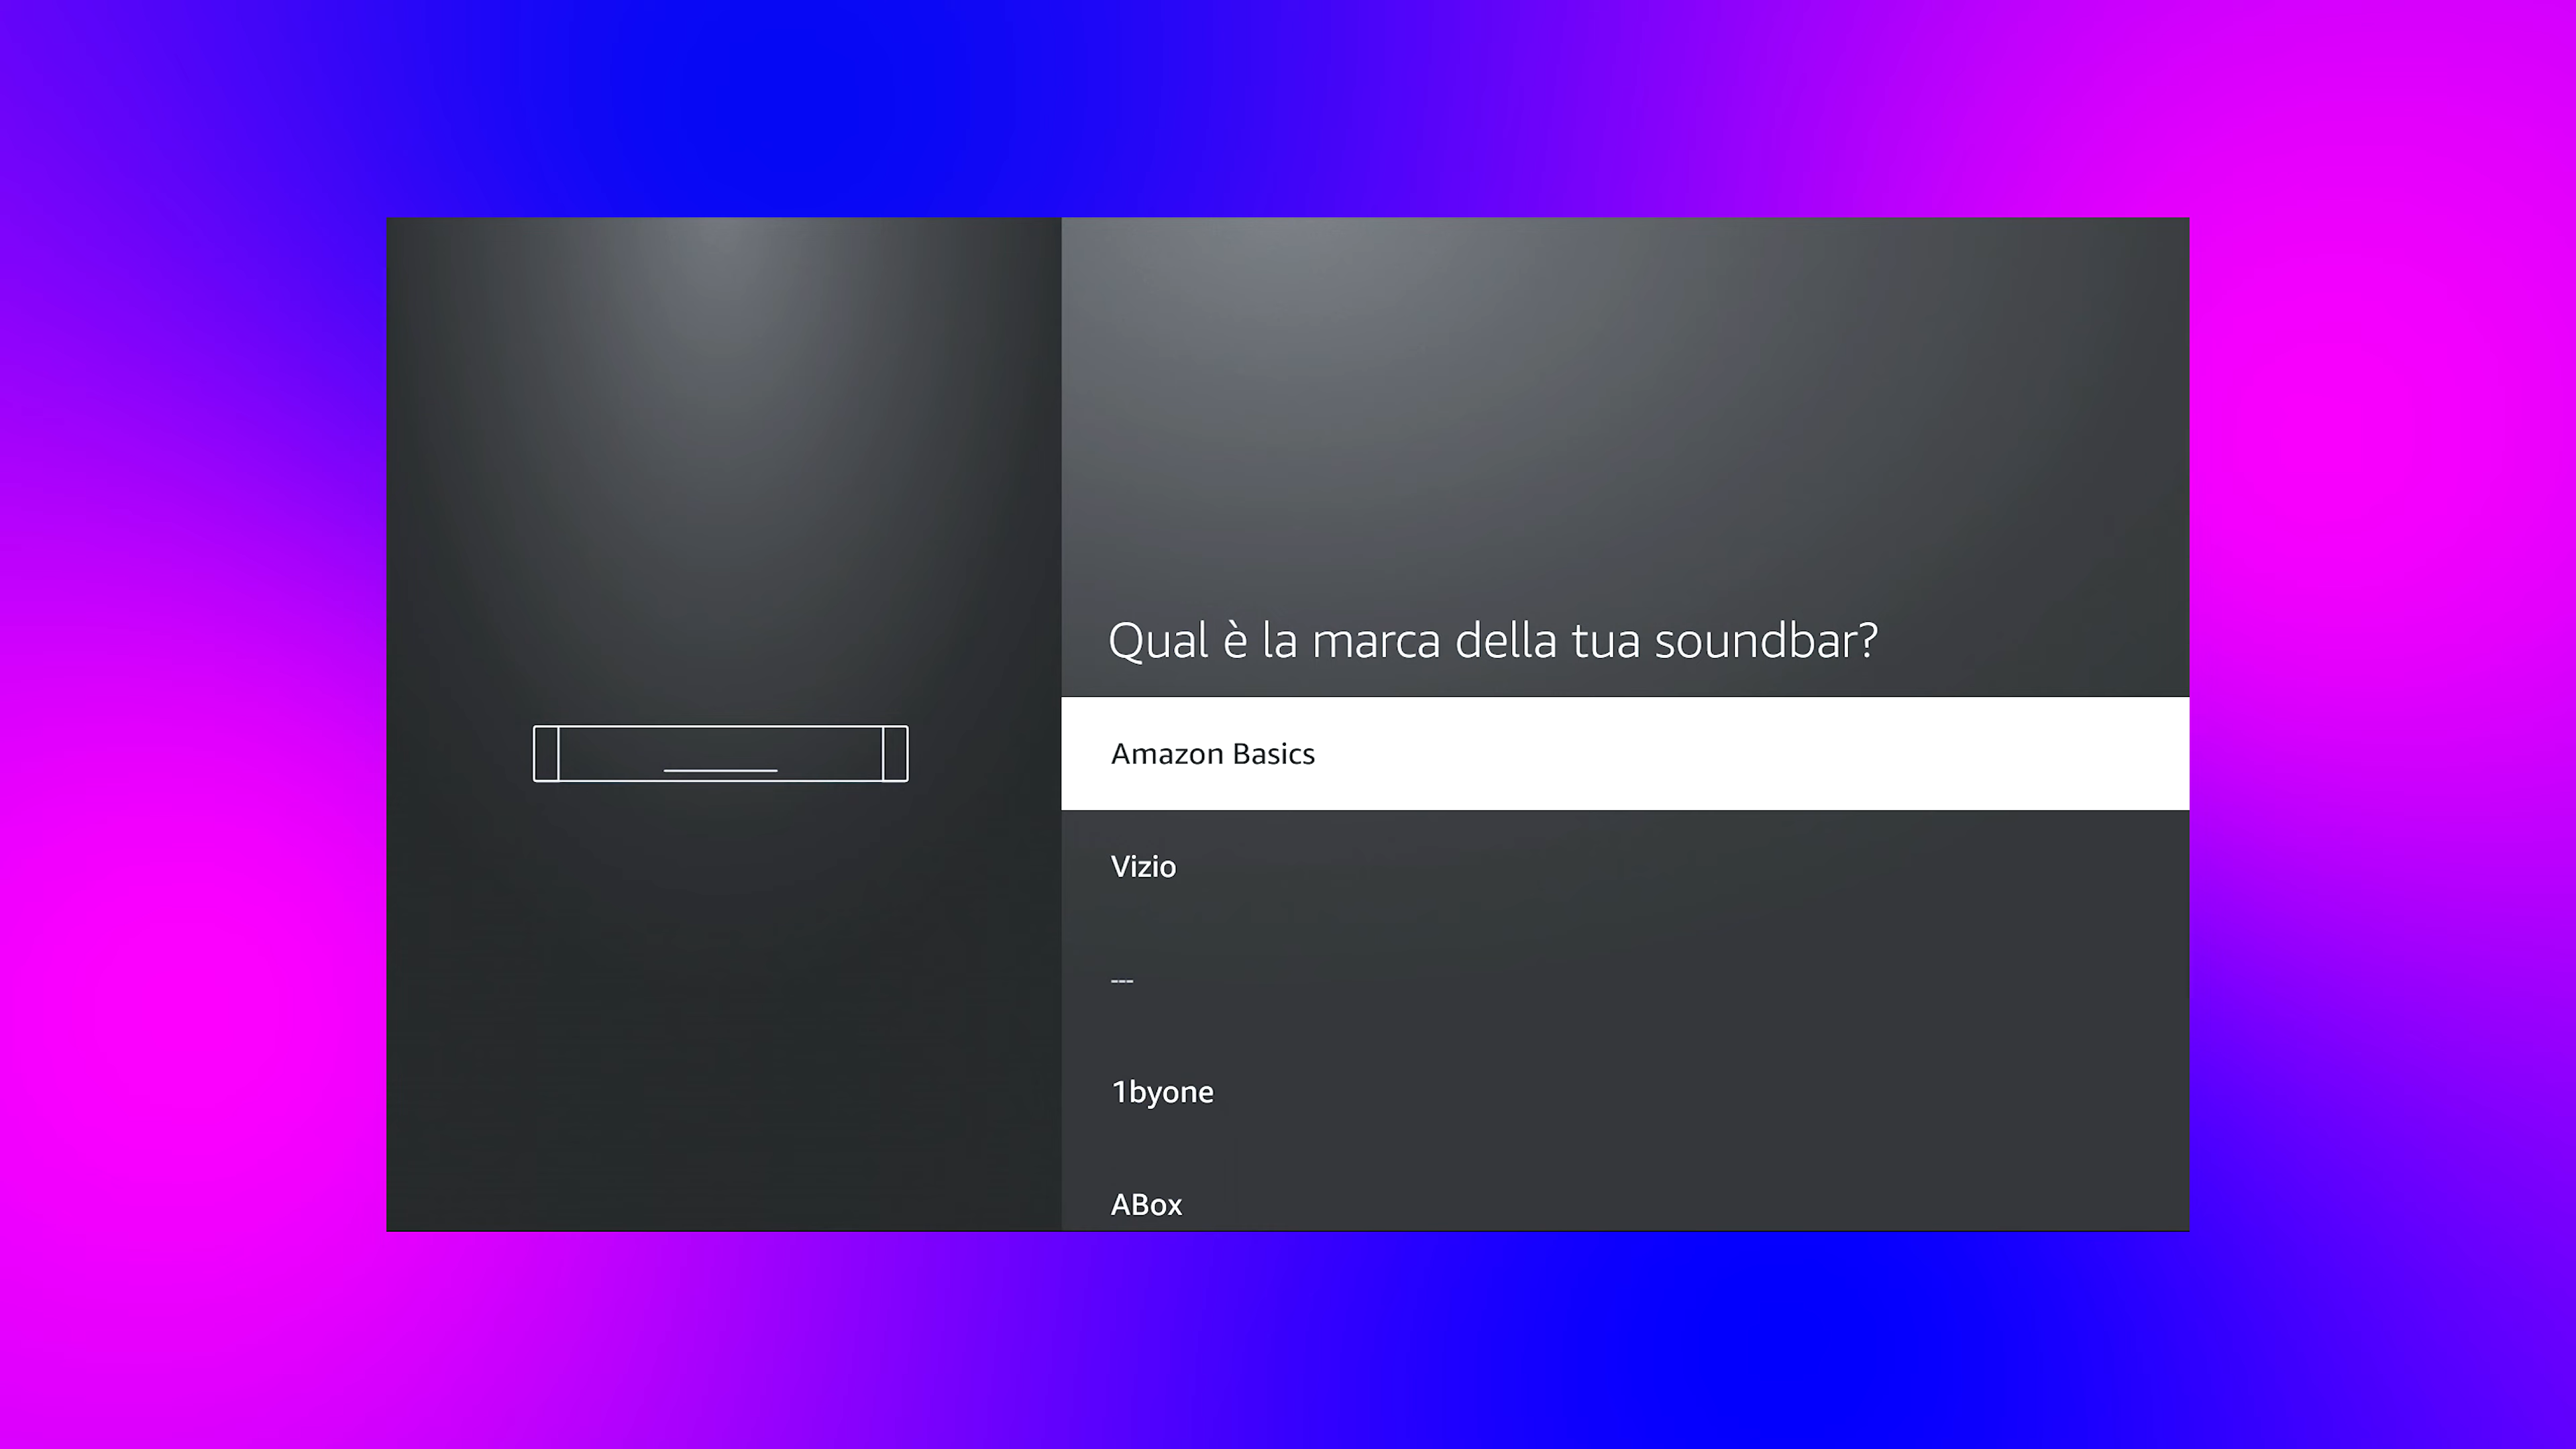 Qual è la marca della tua soundbar?
Amazon Basics
Vizio
---
1byone
ABox